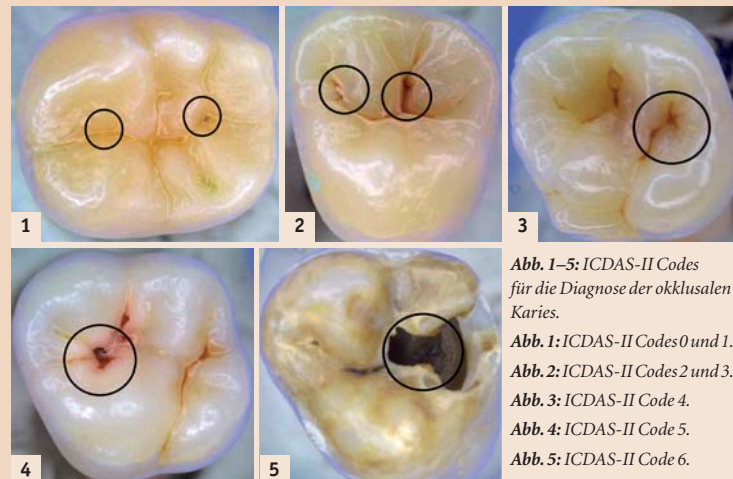 1
2
3
4
5
Abb. 1–5: ICDAS-II Codes
für die Diagnose der okklusalen
Karies.
Abb. 1: ICDAS-II Codes 0 und 1.
Abb. 2: ICDAS-II Codes 2 und 3.
Abb. 3: ICDAS-II Code 4.
Abb. 4: ICDAS-II Code 5.
Abb. 5: ICDAS-II Code 6.